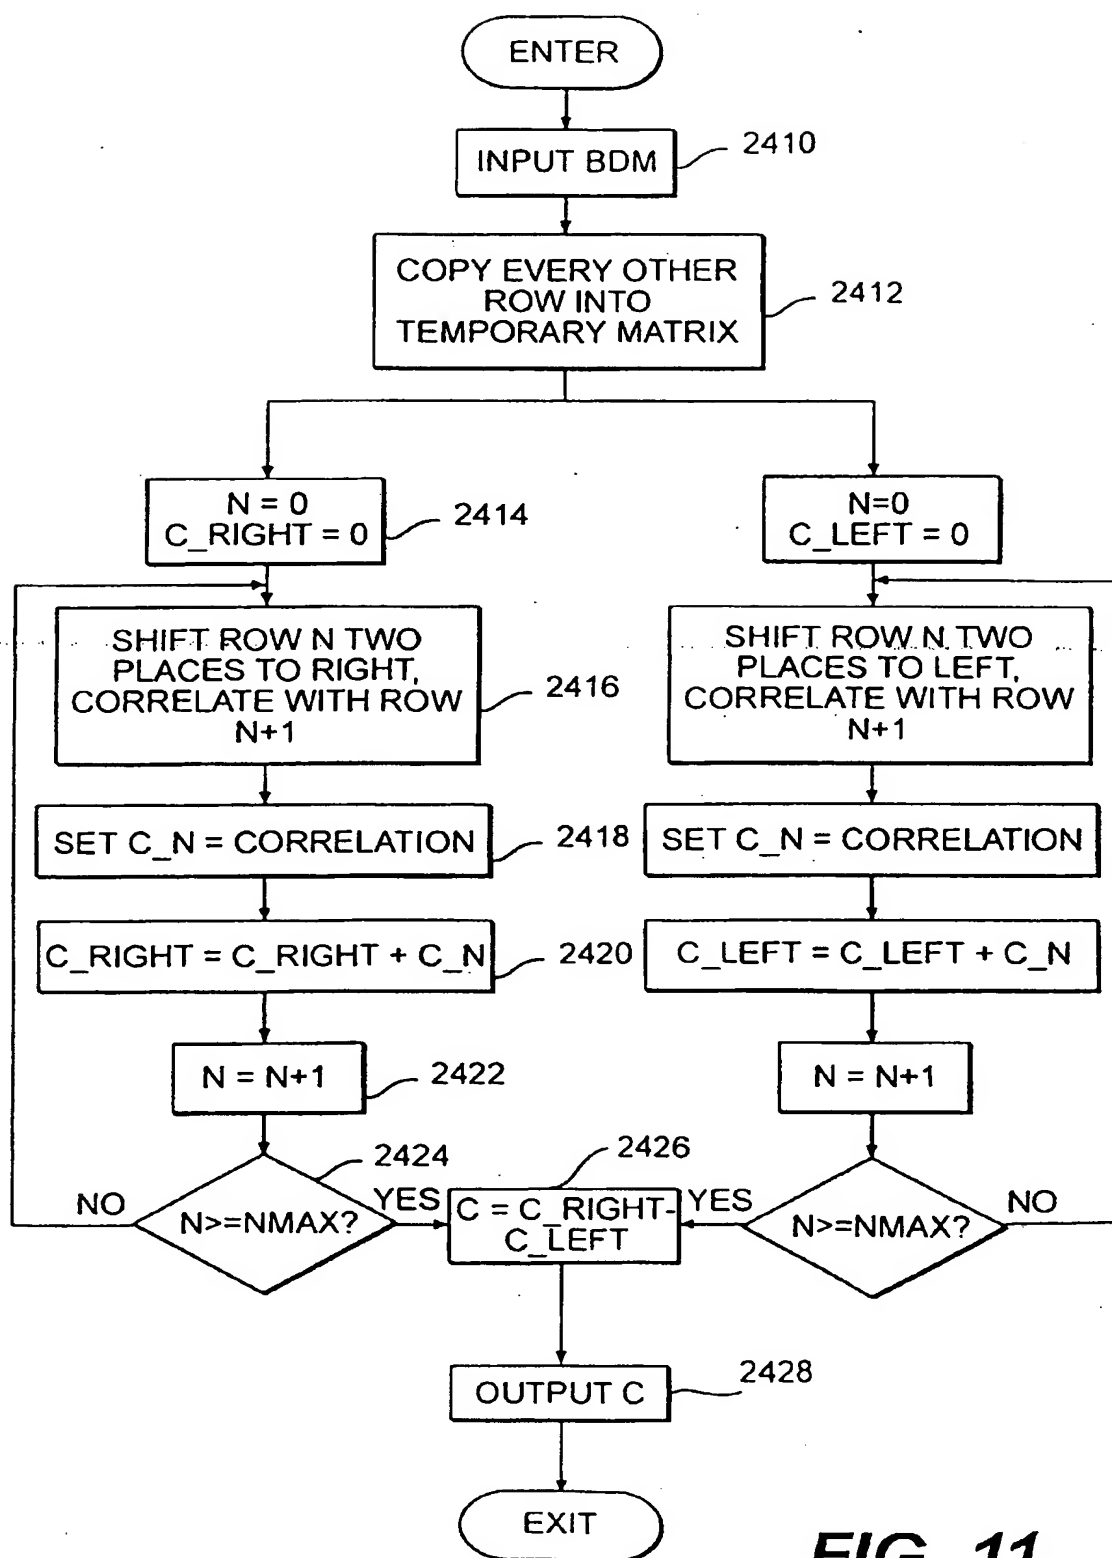 ENTER
INPUT BDM
2410
COPY EVERY OTHER
ROW INTO
TEMPORARY MATRIX
2412
N = 0
C_RIGHT = 0
2414
N=0
C_LEFT = 0
SHIFT ROW N TWO
PLACES TO RIGHT,
CORRELATE WITH ROW
N+1
2416
SHIFT ROW N TWO
PLACES TO LEFT,
CORRELATE WITH ROW
N+1
SET C_N = CORRELATION
2418
SET C_N = CORRELATION
C_RIGHT = C_RIGHT + C_N
2420
C_LEFT = C_LEFT + C_N
N = N+1
2422
N = N+1
2424
2426
NO
N>=NMAX?
YES
C = C_RIGHT-
C_LEFT
YES
N>=NMAX?
NO
OUTPUT C
2428
EXIT
FIG. 11